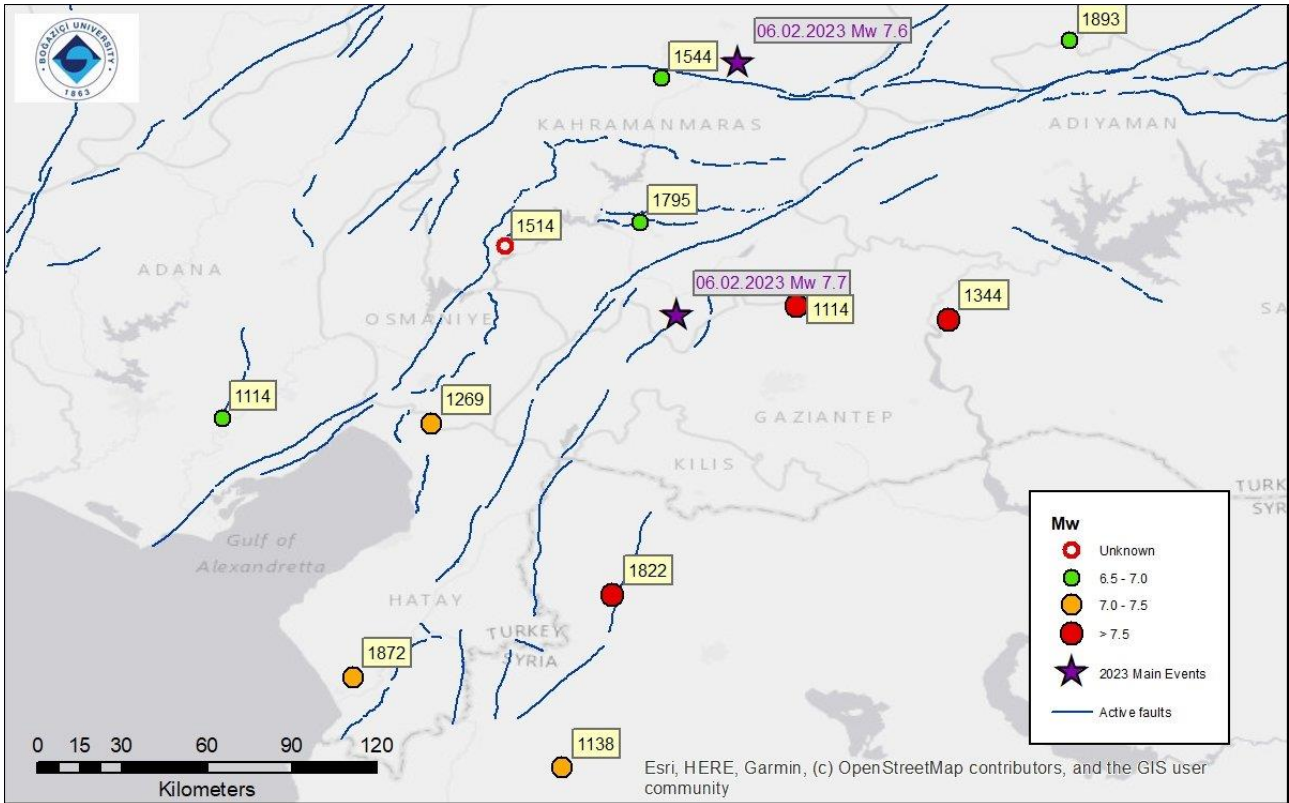 BOĞAZİÇİ UNIVERSITY
1863
06.02.2023 Mw 7.6
1893
1544
KAHRAMANMARAS
ADIYAMAN
1795
1514
ADANA
06.02.2023 Mw 7.7
1114
1344
SA
OSMANIYE
1114
1269
GAZIANTEP
KILIS
TURK
SYR
Gulf of
Alexandretta
1822
HATAY
TURKEY
SYRIA
1872
1138
Mw
Unknown
6.5 - 7.0
7.0 - 7.5
> 7.5
2023 Main Events
Active faults
0 15 30 60 90 120
Kilometers
Esri, HERE, Garmin, (c) OpenStreetMap contributors, and the GIS user
community